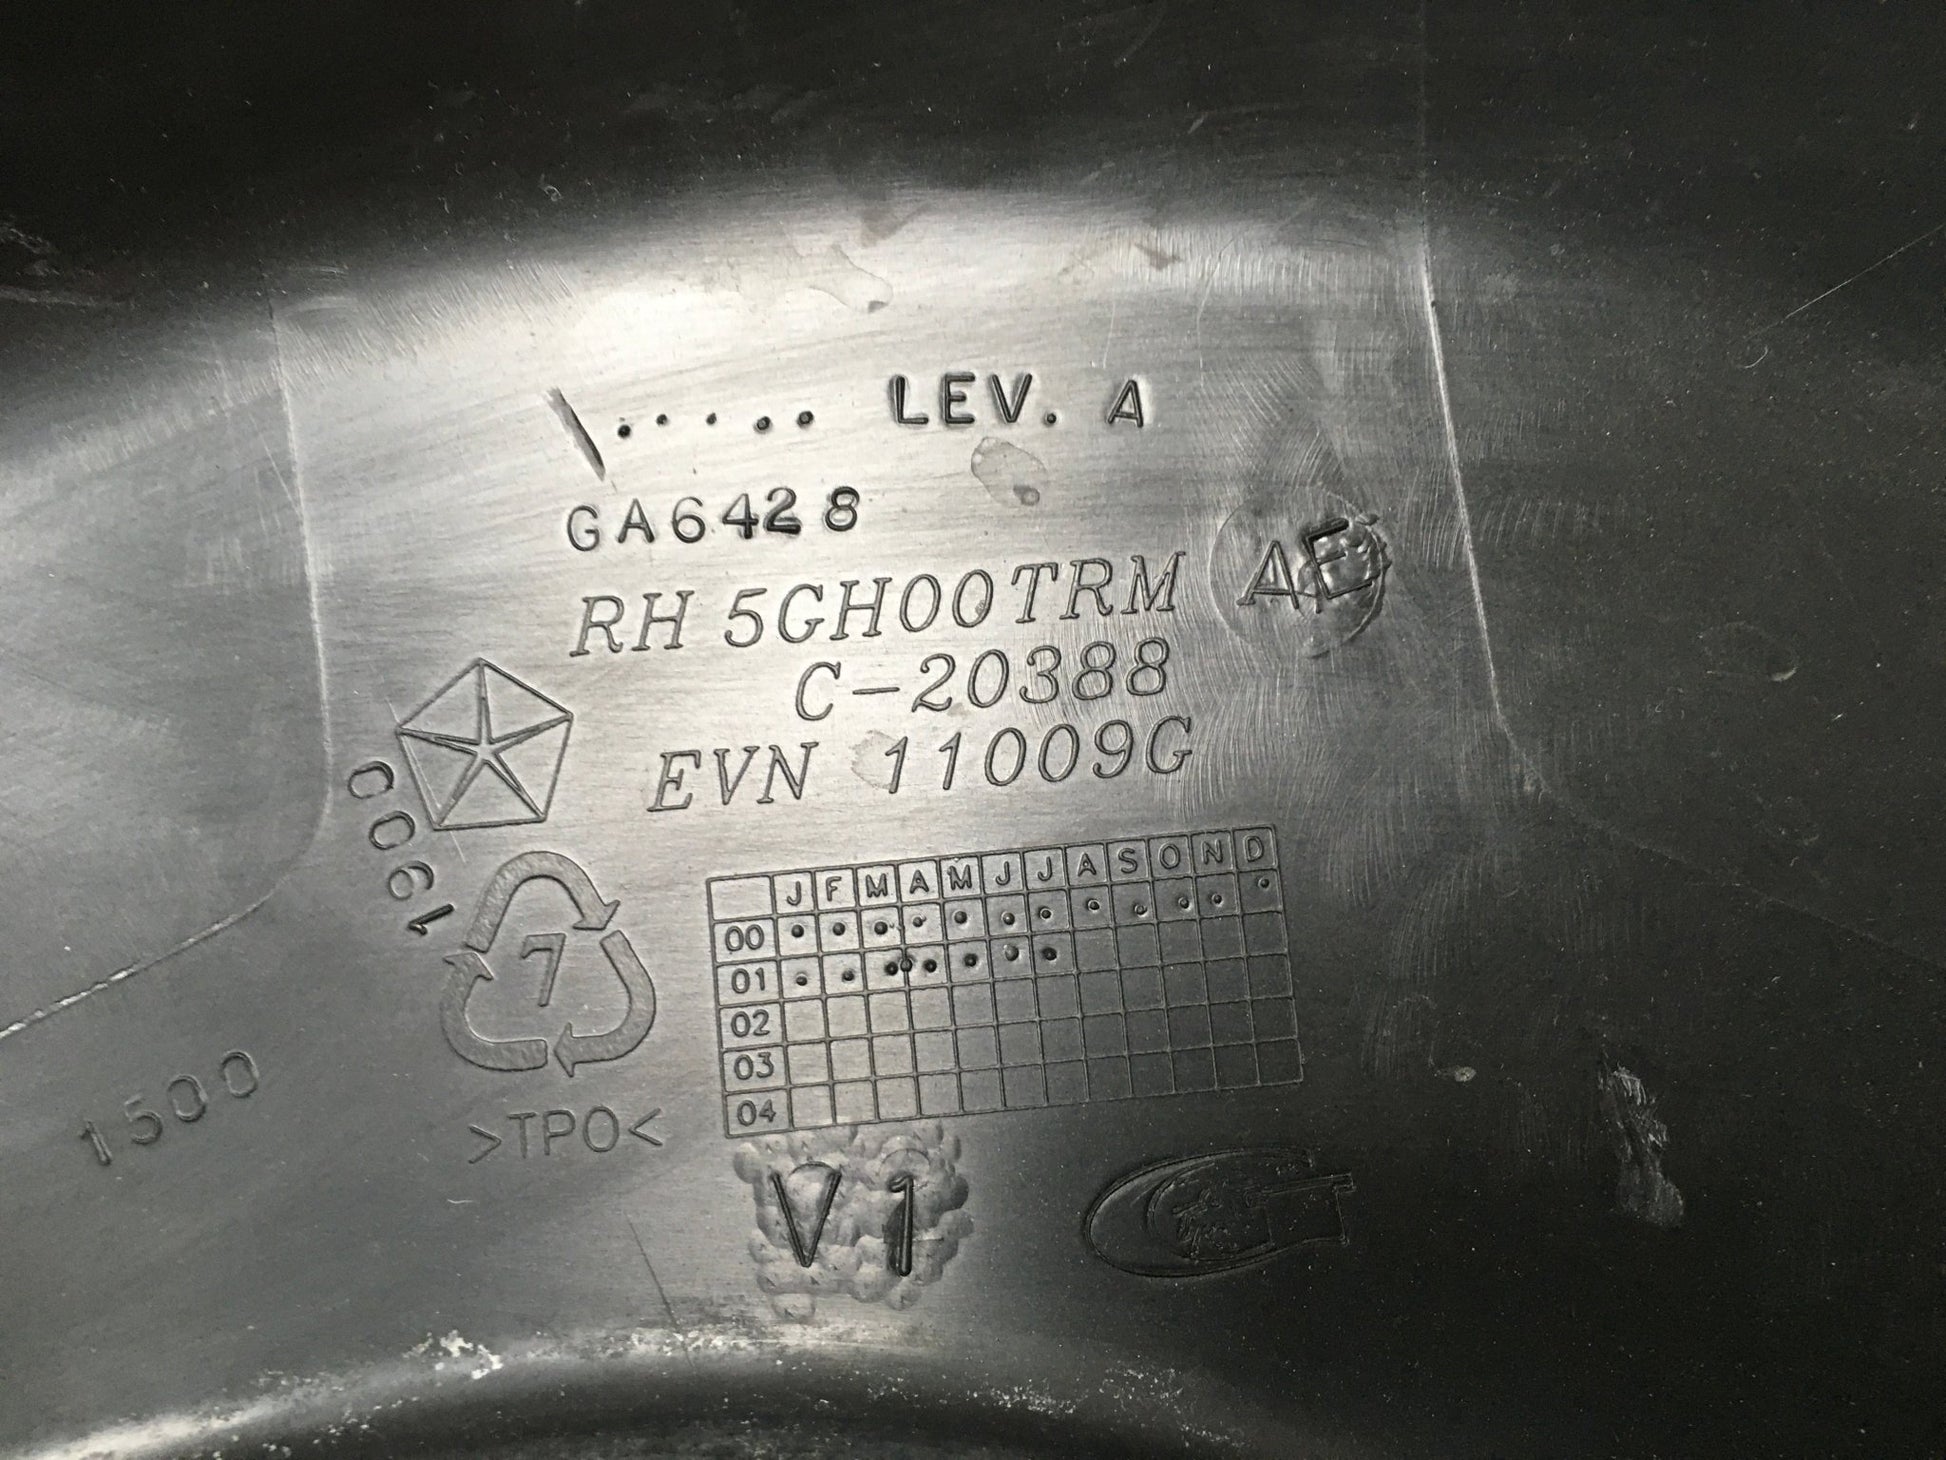 LEV. A
GA6428
RH 5GH00TRM AE
C-20388
EVN 11009G
1900
7
>TPO<
1500
J F M A M J J A S O N D
00
01
02
03
04
V1
G